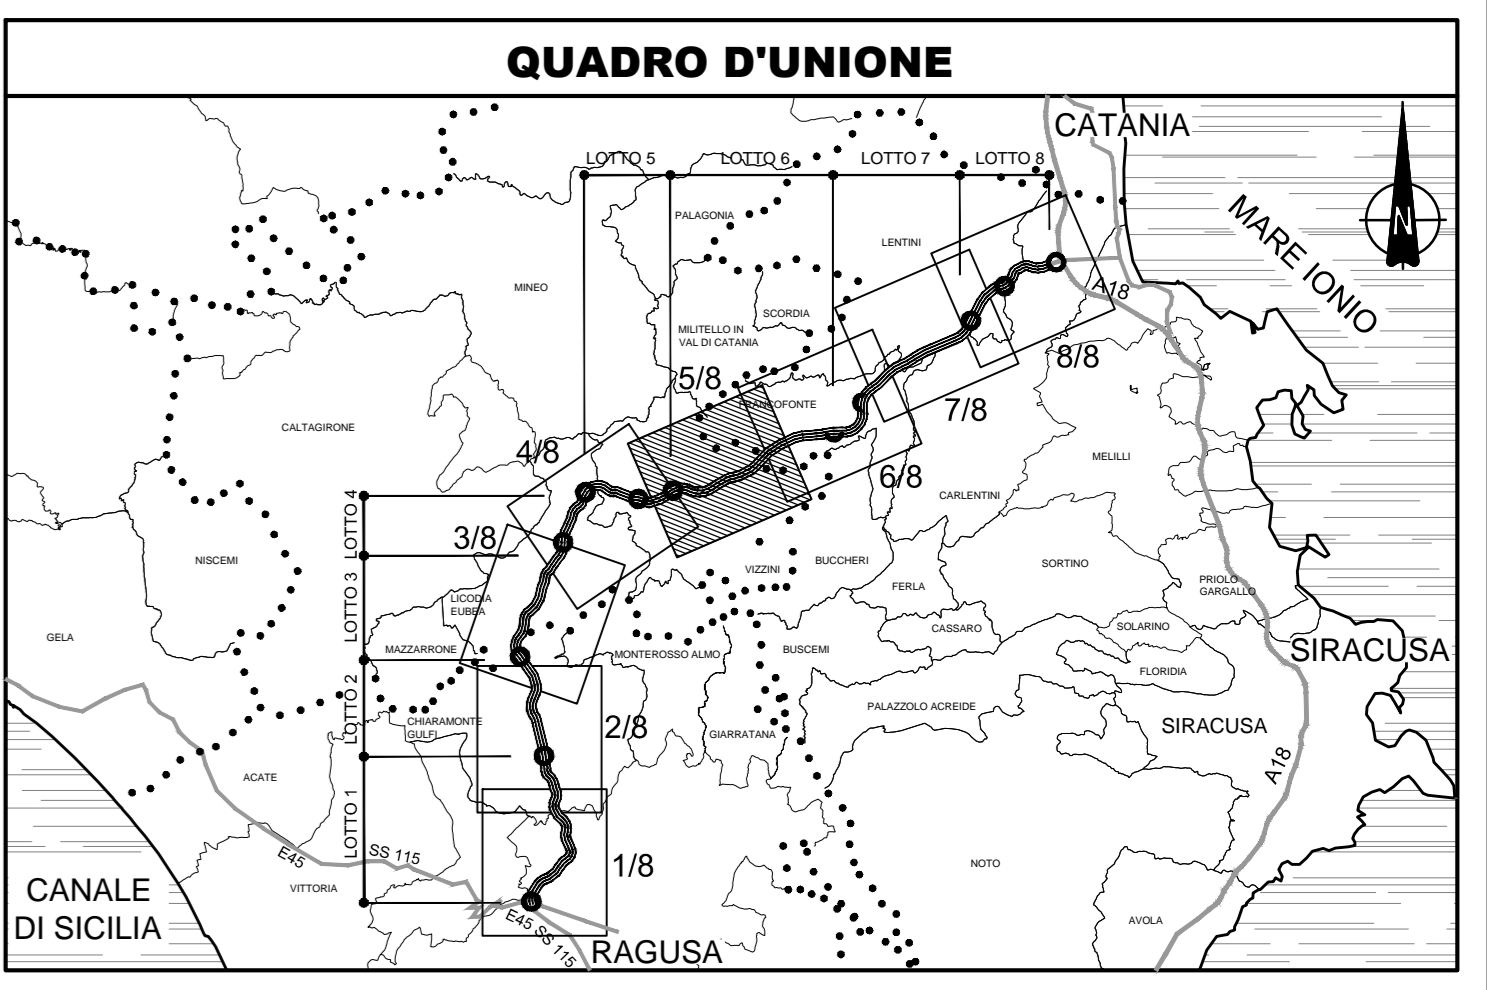 QUADRO D'UNIONE
CATANIA
LOTTO 5
LOTTO 6
LOTTO 7
LOTTO 8
PALAGONIA
LENTINI
MARE IONIO
N
MINEO
A18
SCORDIA
MILITELLO IN
VAL DI CATANIA
8/8
5/8
FRANCOFONTE
7/8
CALTAGIRONE
4/8
MELILLI
6/8
CARLENTINI
LOTTO 4
3/8
NISCEMI
BUCCHERI
SORTINO
VIZZINI
FERLA
PRIOLO
GARGALLO
LOTTO 3
LICODIA
EUBEA
GELA
CASSARO
SOLARINO
MAZZARRONE
MONTEROSSO ALMO
BUSCEMI
SIRACUSA
FLORIDIA
LOTTO 2
CHIARAMONTE
GULFI
2/8
GIARRATANA
PALAZZOLO ACREIDE
SIRACUSA
A18
ACATE
LOTTO 1
E45
SS 115
1/8
NOTO
VITTORIA
CANALE
DI SICILIA
E45 SS 115
RAGUSA
AVOLA